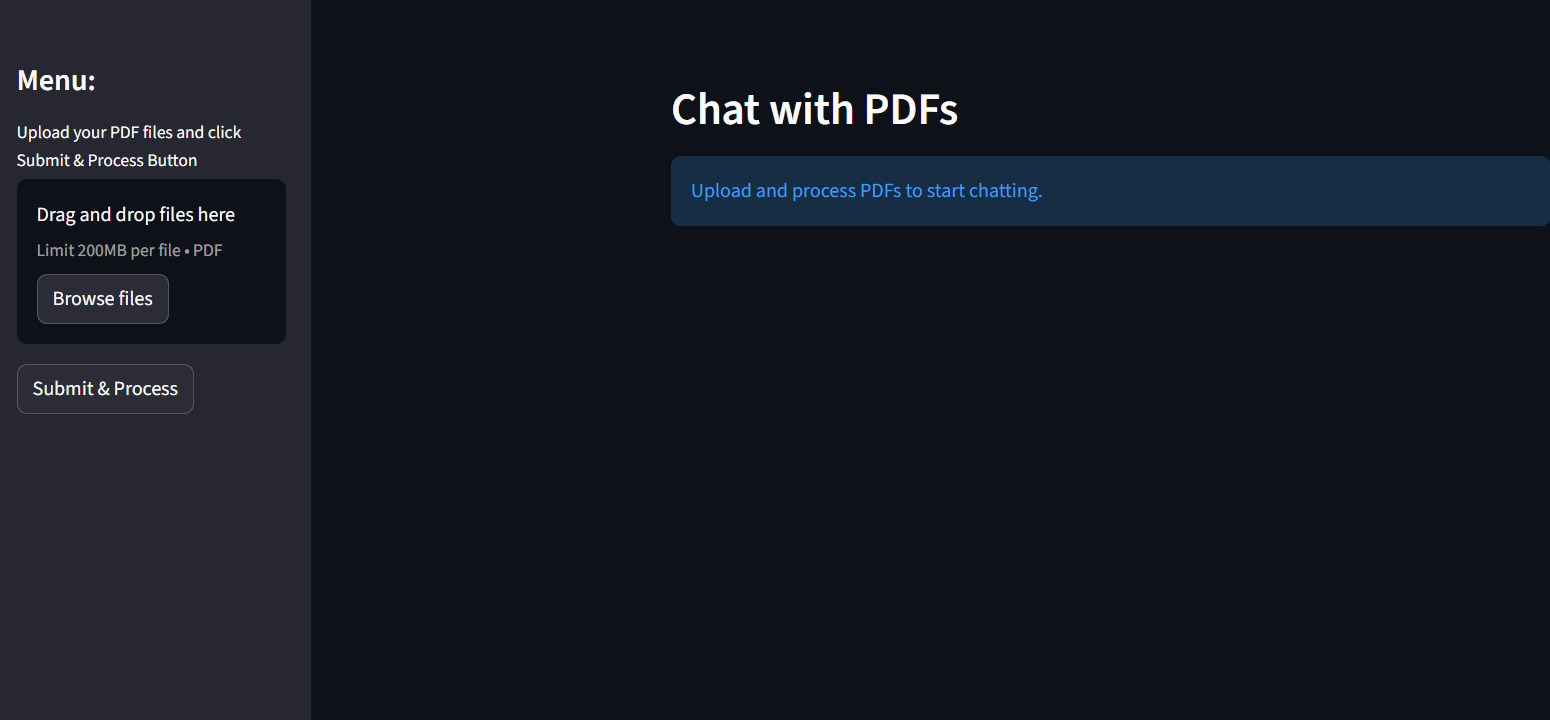 Menu:
Upload your PDF files and click
Submit & Process Button
Drag and drop files here
Limit 200MB per file • PDF
Browse files
Submit & Process
Chat with PDFs
Upload and process PDFs to start chatting.